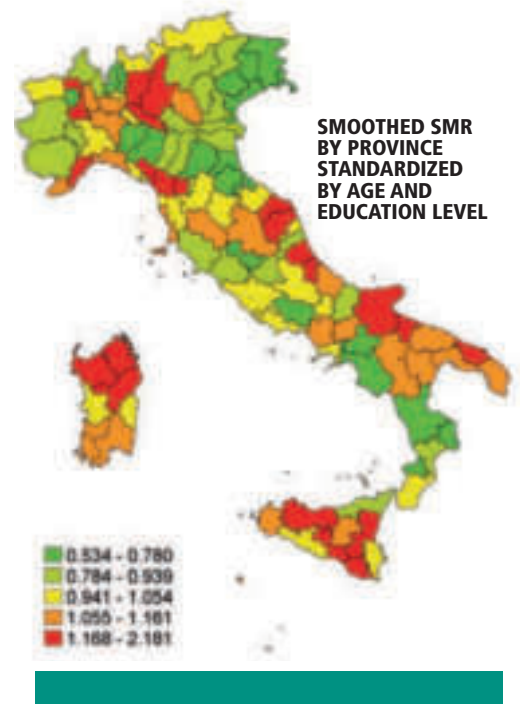 SMOOTHED SMR
BY PROVINCE
STANDARDIZED
BY AGE AND
EDUCATION LEVEL
0.534 - 0.780
0.784 - 0.939
0.941 - 1.054
1.055 - 1.161
1.168 - 2.181